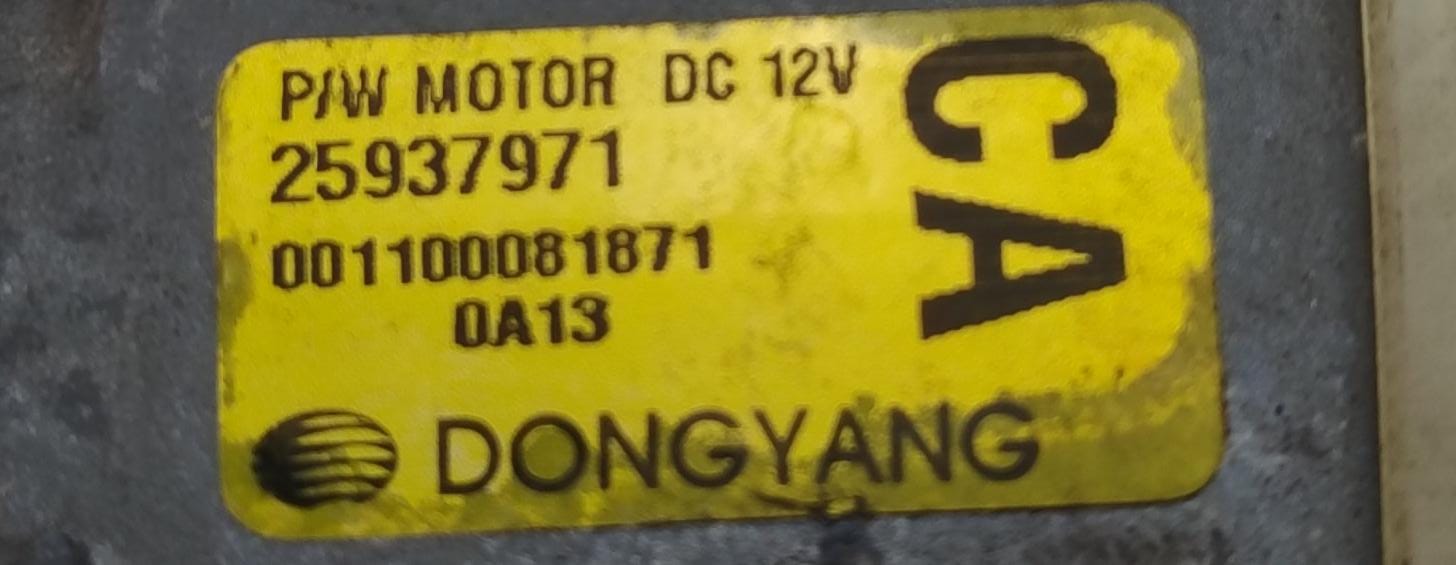 P/W MOTOR DC 12V
25937971
001100081871
0A13
CA
DONGYANG